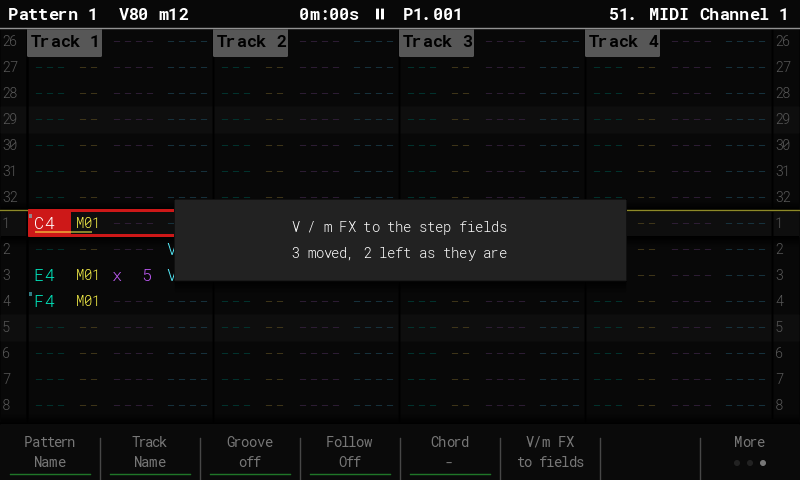 Pattern 1 V80 m12 0m:00s P1.001 51. MIDI Channel 1
26 Track 1 Track 2 Track 3 Track 4 26
27 27
28 28
29 29
30 30
31 31
32 32
1 C4 M01 1
V / m FX to the step fields
2 V 2
3 moved, 2 left as they are
3 E4 M01 x 5 V 3
4 F4 M01 4
5 5
6 6
7 7
8 8
Pattern Track Groove Follow Chord V/m FX More
Name Name off Off - to fields